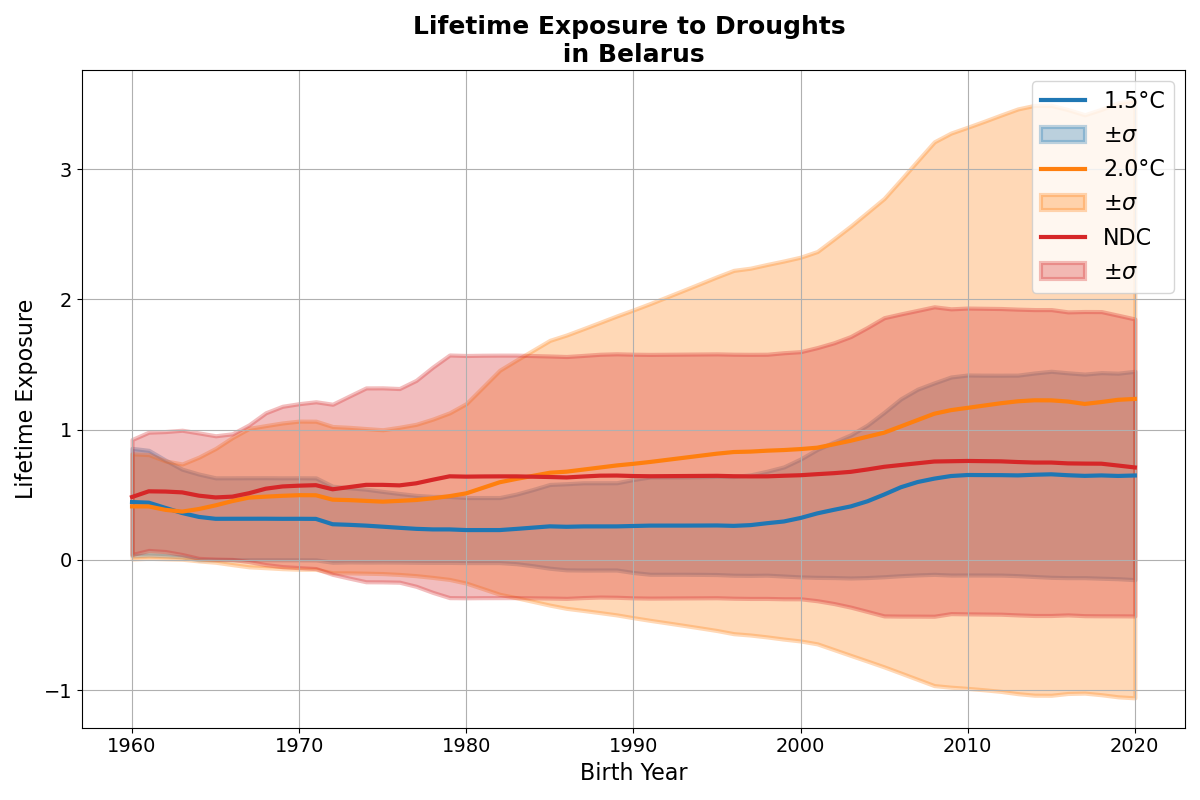 Lifetime Exposure to Droughts
in Belarus
1.5°C
±σ
2.0°C
±σ
NDC
±σ
Lifetime Exposure
3
2
1
0
−1
1960 1970 1980 1990 2000 2010 2020
Birth Year